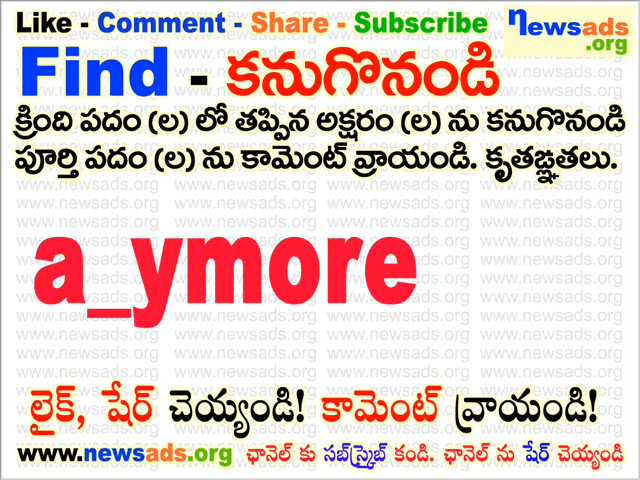 Like - Comment - Share - Subscribe
newsads
.org
Find - కనుగొనండి
క్రింది పదం (ల) లో తప్పిన అక్షరం (ల) ను కనుగొనండి
పూర్తి పదం (ల) ను కామెంట్ వ్రాయండి. కృతఙ్ఞతలు.
a_ymore
లైక్, షేర్ చెయ్యండి! కామెంట్ వ్రాయండి!
www.newsads.org ఛానెల్ కు సబ్‌స్క్రైబ్ కండి. ఛానెల్ ను షేర్ చెయ్యండి